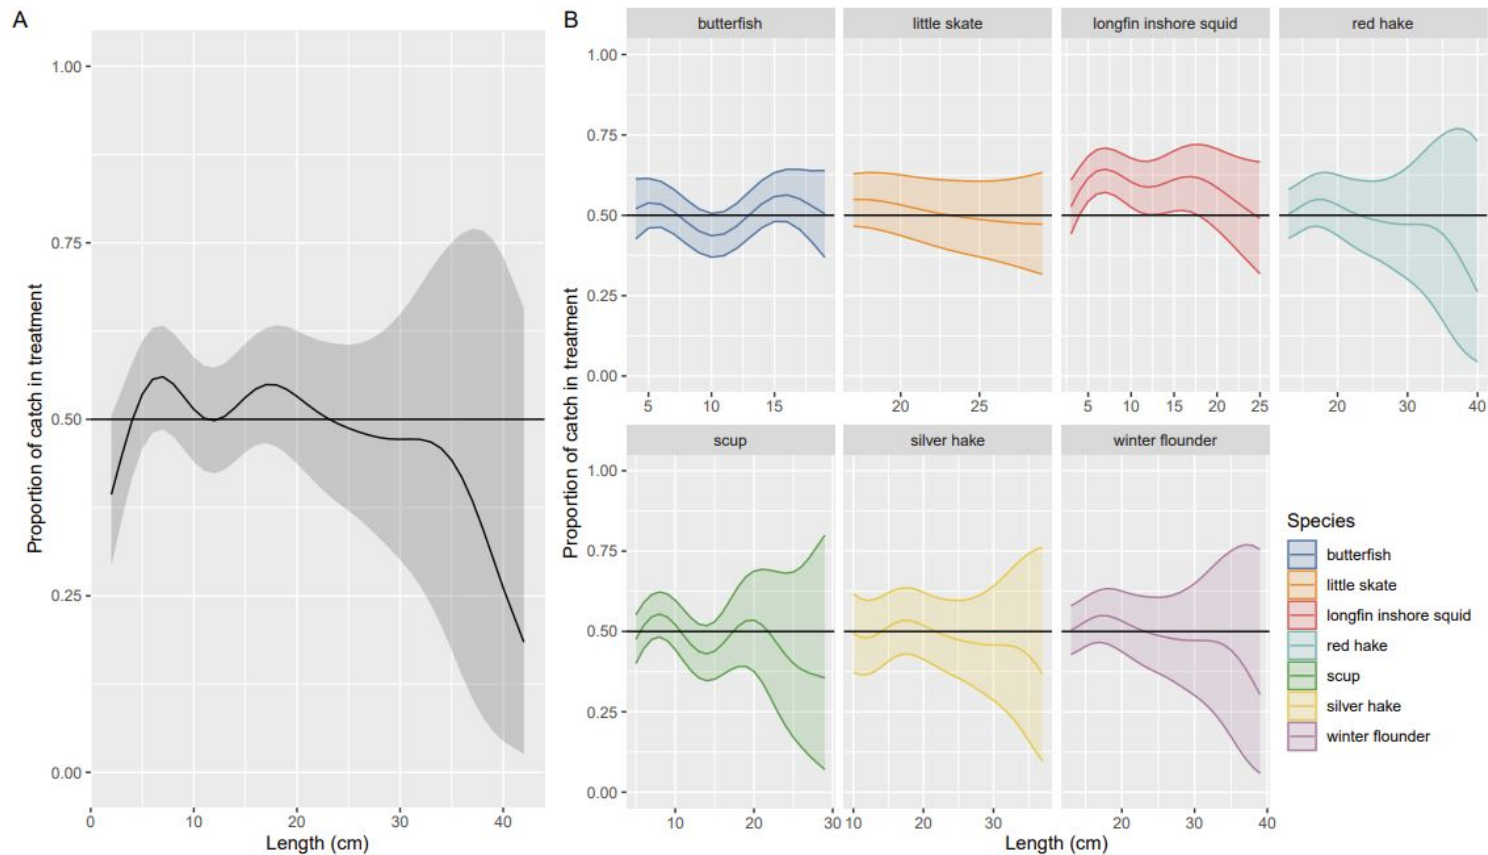 A
Proportion of catch in treatment
1.00
0.75
0.50
0.25
0.00
0 10 20 30 40
Length (cm)
B
Proportion of catch in treatment
butterfish little skate longfin inshore squid red hake
1.00
0.75
0.50
0.25
0.00
5 10 15 20 25 5 10 15 20 25 20 30 40
scup silver hake winter flounder
1.00
0.75
0.50
0.25
0.00
10 20 30 10 20 30 20 30 40
Length (cm)
Species
butterfish
little skate
longfin inshore squid
red hake
scup
silver hake
winter flounder